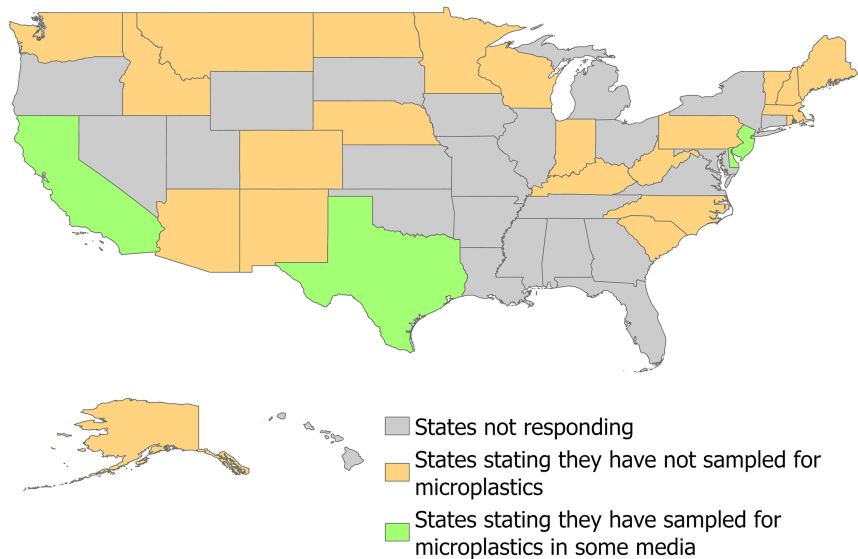 States not responding
States stating they have not sampled for
microplastics
States stating they have sampled for
microplastics in some media